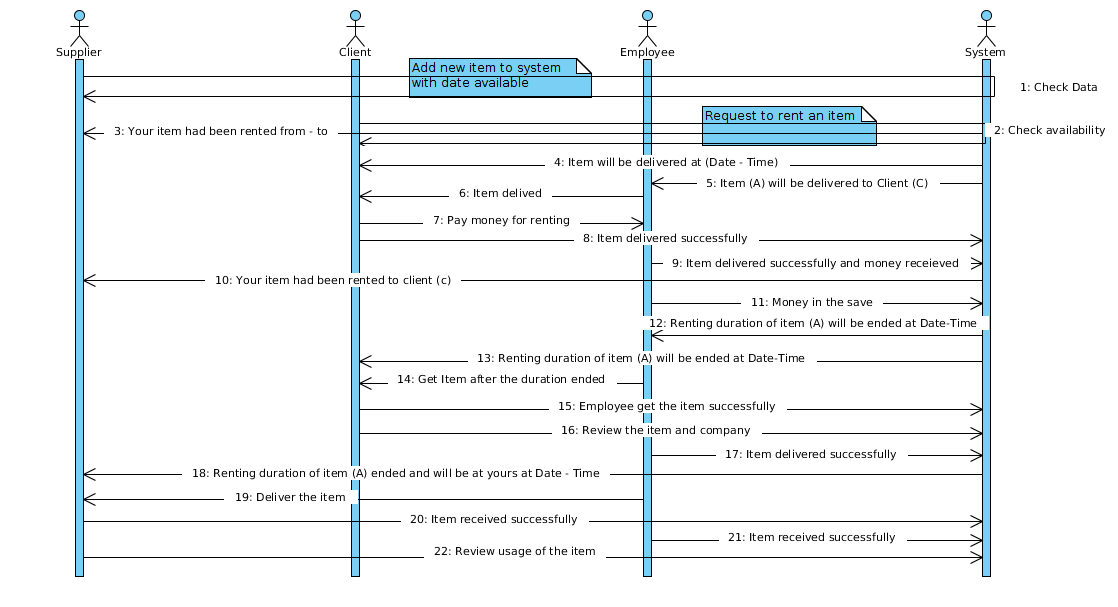 Supplier
Client
Employee
System
Add new item to system
with date available
1: Check Data
Request to rent an item
3: Your item had been rented from - to
2: Check availability
4: Item will be delivered at (Date - Time)
5: Item (A) will be delivered to Client (C)
6: Item delived
7: Pay money for renting
8: Item delivered successfully
9: Item delivered successfully and money receieved
10: Your item had been rented to client (c)
11: Money in the save
12: Renting duration of item (A) will be ended at Date-Time
13: Renting duration of item (A) will be ended at Date-Time
14: Get Item after the duration ended
15: Employee get the item successfully
16: Review the item and company
17: Item delivered successfully
18: Renting duration of item (A) ended and will be at yours at Date - Time
19: Deliver the item
20: Item received successfully
21: Item received successfully
22: Review usage of the item